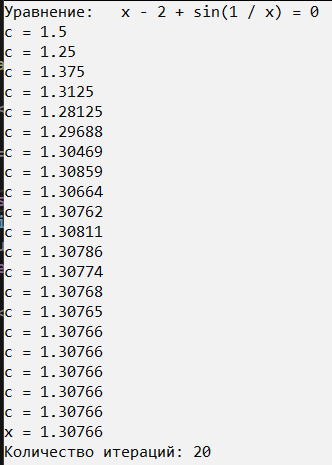 Уравнение:   x - 2 + sin(1 / x) = 0
c = 1.5
c = 1.25
c = 1.375
c = 1.3125
c = 1.28125
c = 1.29688
c = 1.30469
c = 1.30859
c = 1.30664
c = 1.30762
c = 1.30811
c = 1.30786
c = 1.30774
c = 1.30768
c = 1.30765
c = 1.30766
c = 1.30766
c = 1.30766
c = 1.30766
c = 1.30766
x = 1.30766
Количество итераций: 20